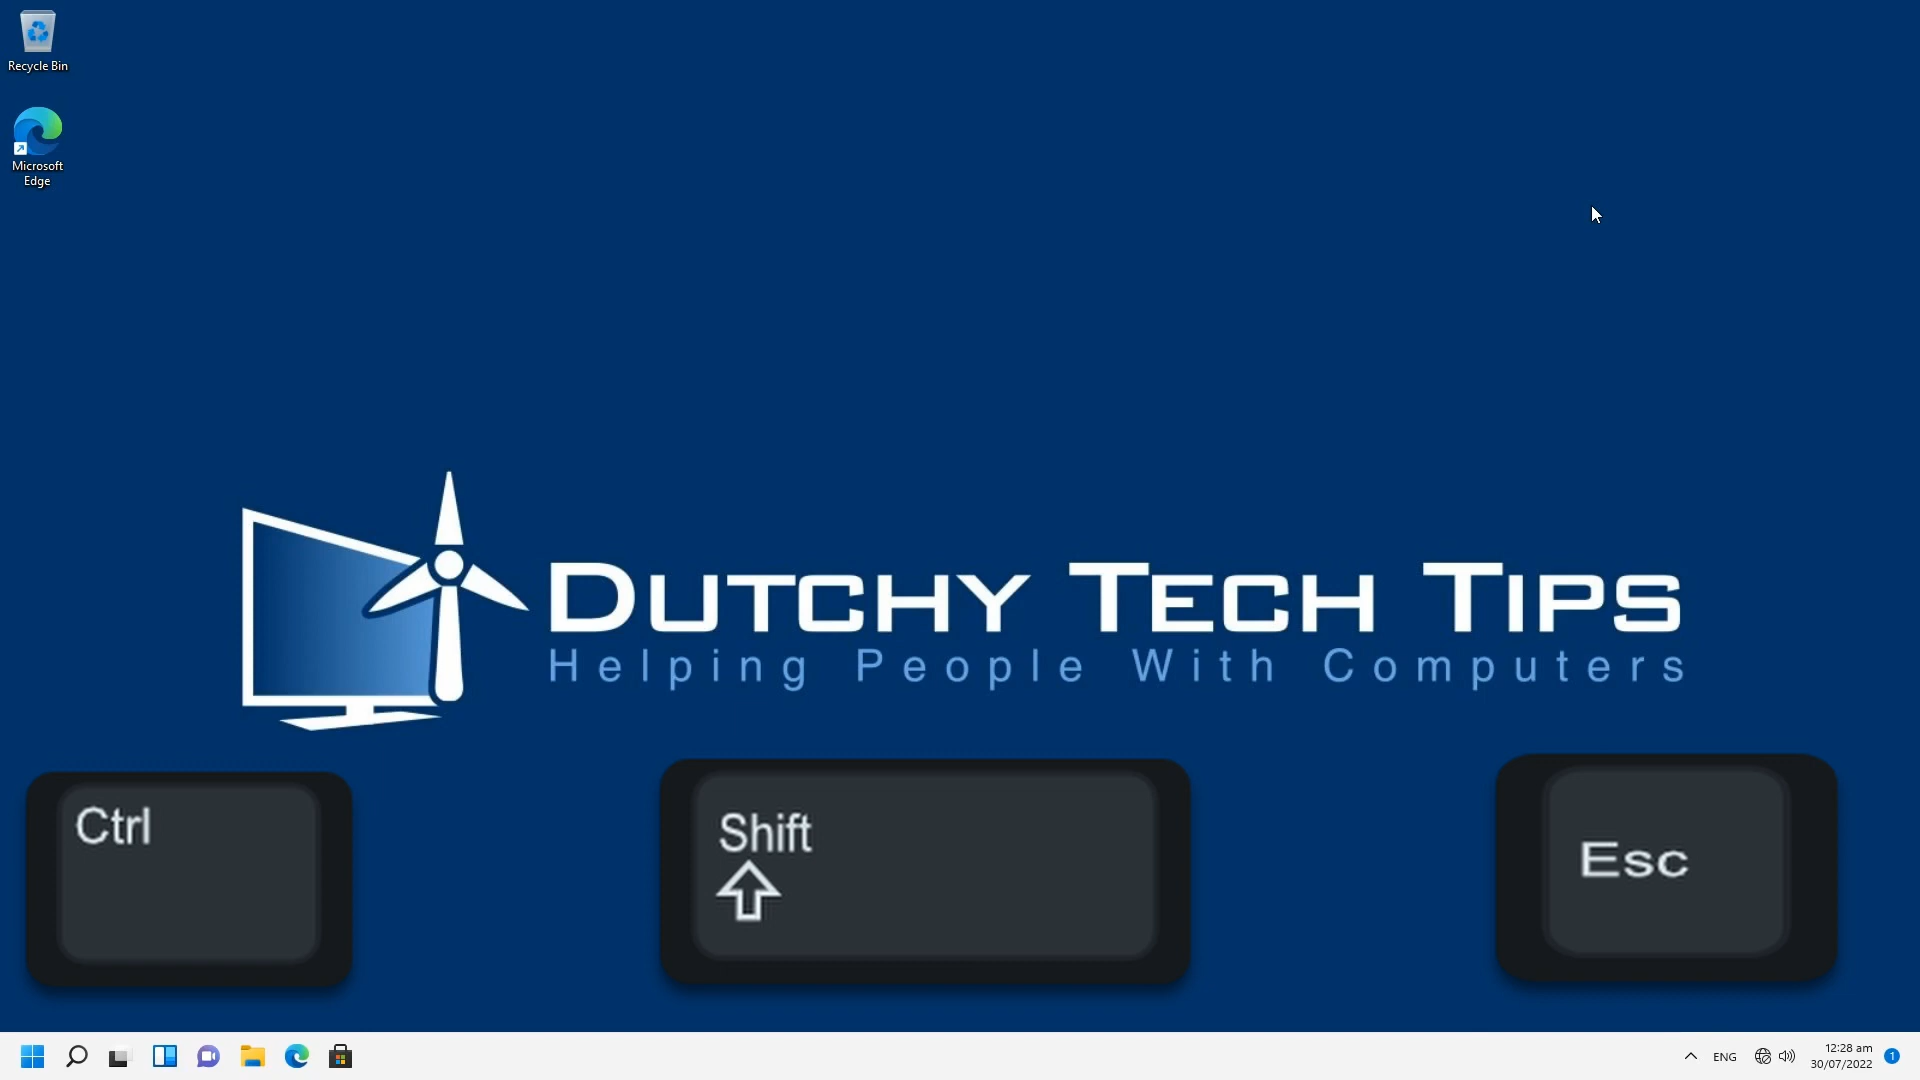 Recycle Bin
Microsoft
Edge
DUTCHY TECH TIPS
Helping People With Computers
Ctrl
Shift
Esc
ENG
12:28 am
30/07/2022
1